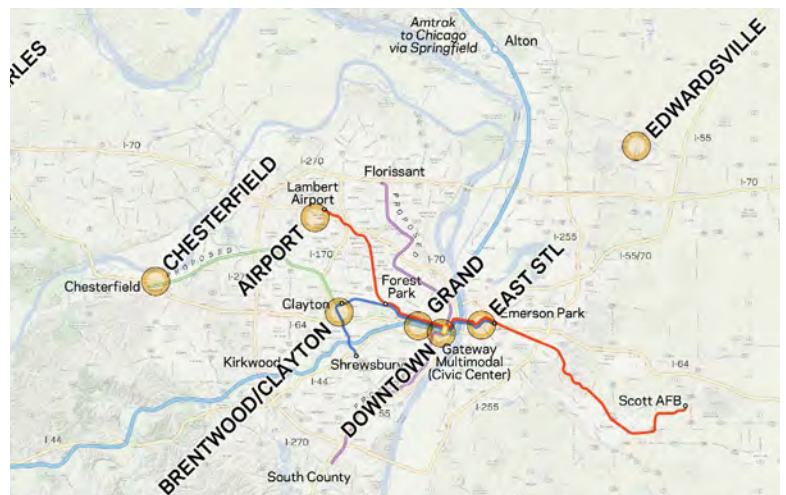 Amtrak
to Chicago
via Springfield
Alton
RLES
EDWARDSVILLE
I-55
I-70
I-270
Florissant
CHESTERFIELD
Lambert
Airport
I-70
PROPOSED
AIRPORT
I-170
PROPOSED
I-70
I-255
I-55/70
Chesterfield
I-27
Forest
Park
GRAND
EAST STL
Clayton
Emerson Park
I-64
BRENTWOOD/CLAYTON
Kirkwood
Shrewsbury
DOWNTOWN
Gateway
Multimodal
(Civic Center)
I-64
I-44
Scott AFB
55
I-255
I-44
I-270
South County